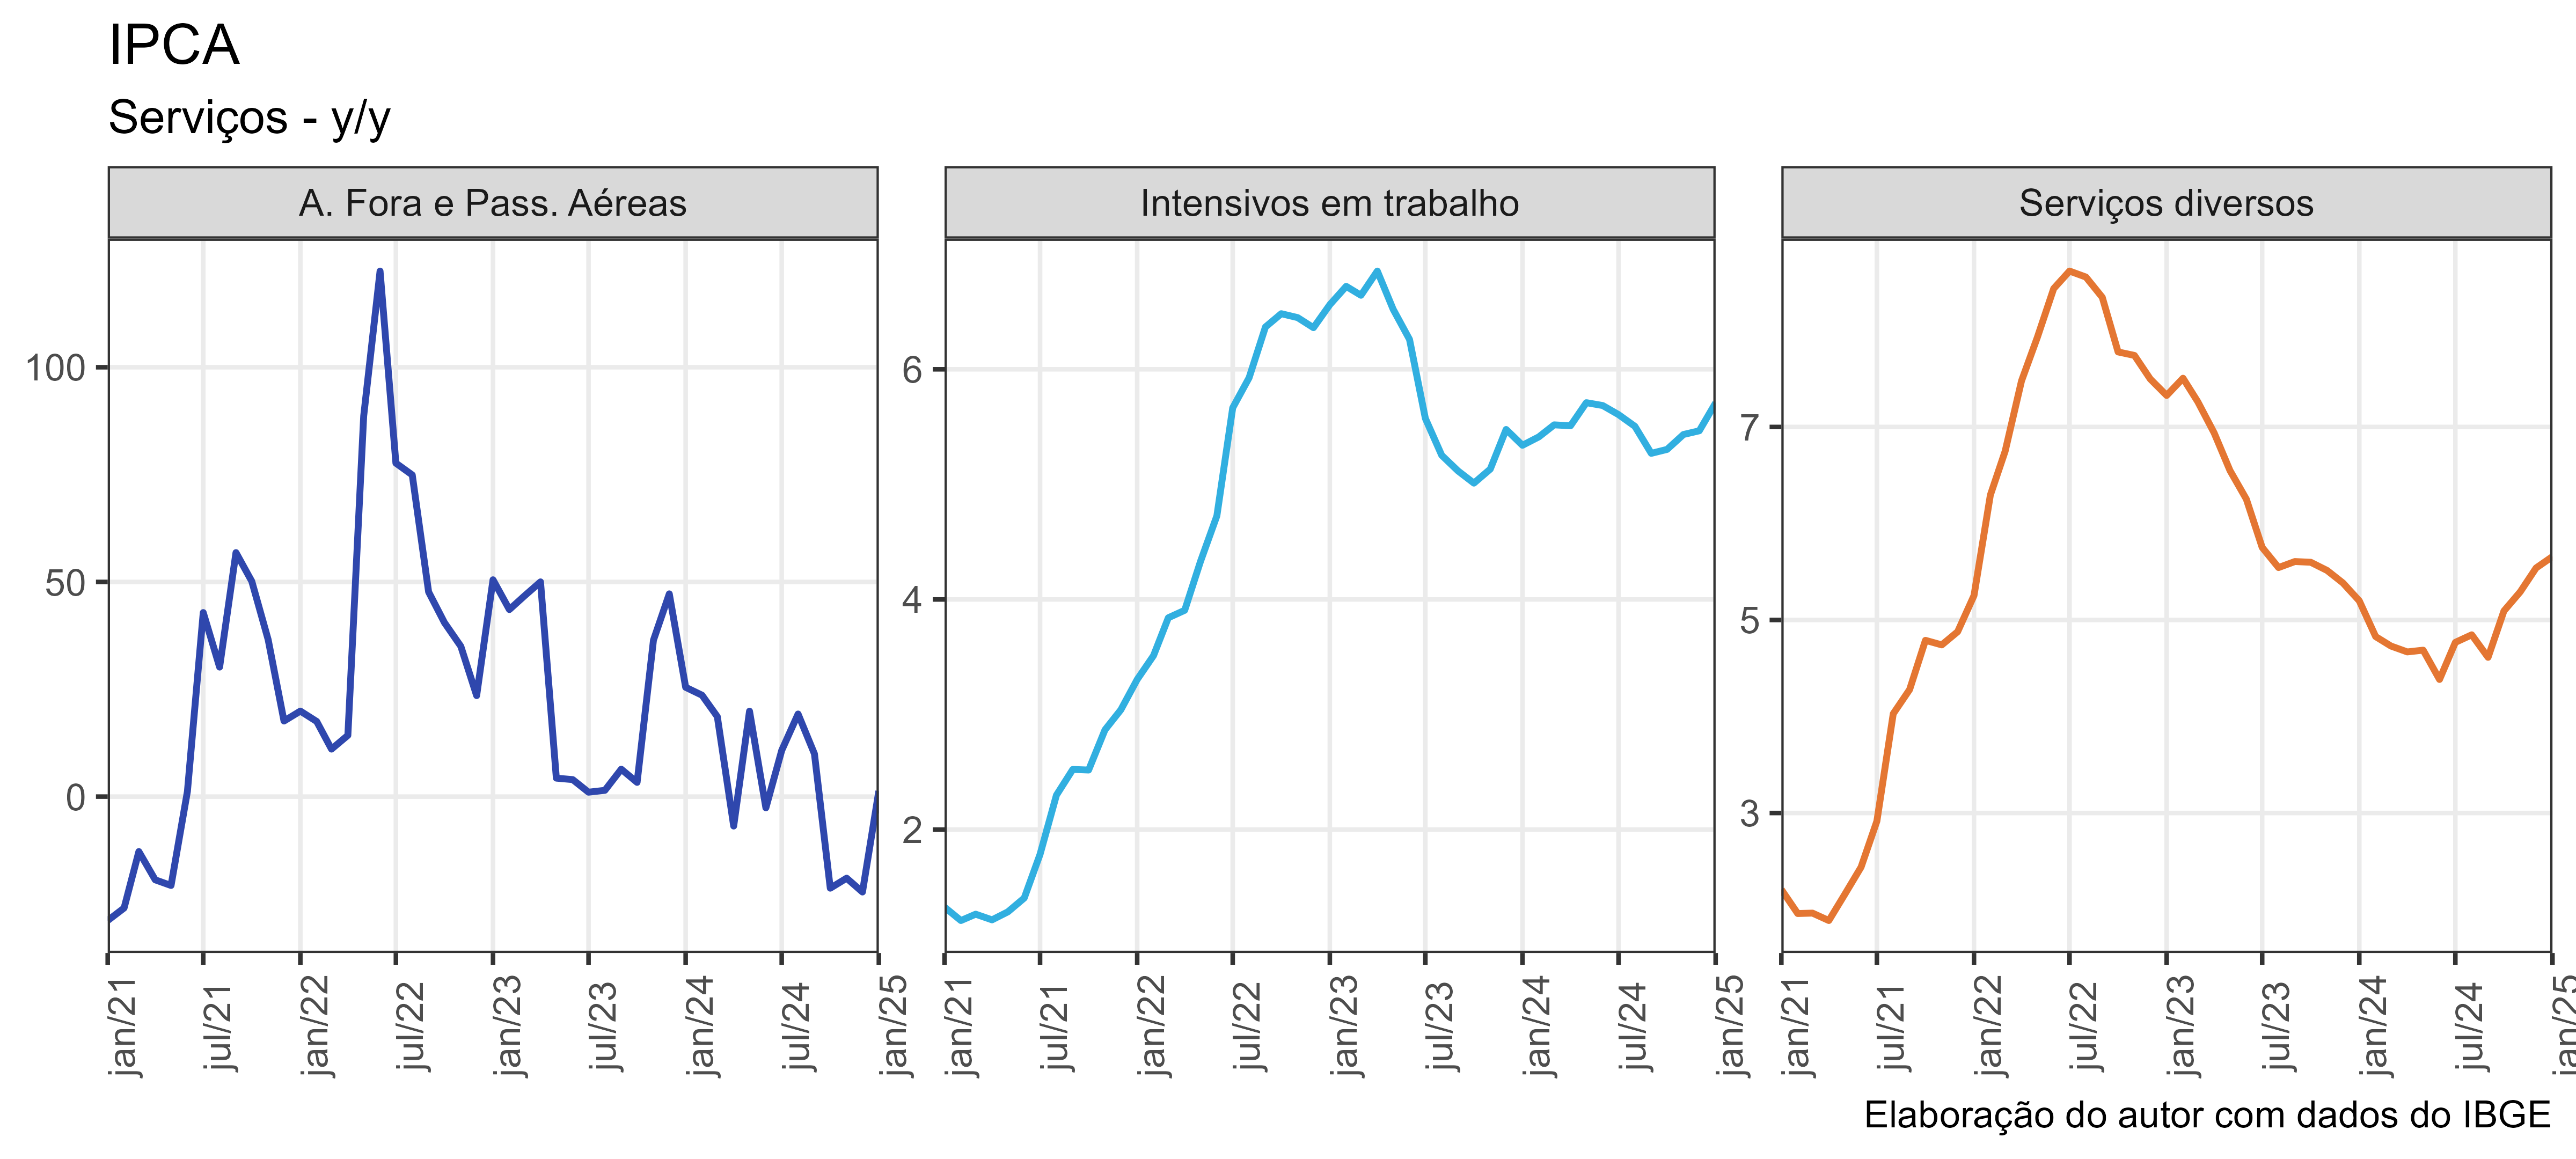 IPCA
Serviços - y/y
A. Fora e Pass. Aéreas
Intensivos em trabalho
Serviços diversos
100
50
0
6
4
2
7
5
3
jan/21
jul/21
jan/22
jul/22
jan/23
jul/23
jan/24
jul/24
jan/25
jan/21
jul/21
jan/22
jul/22
jan/23
jul/23
jan/24
jul/24
jan/25
jan/21
jul/21
jan/22
jul/22
jan/23
jul/23
jan/24
jul/24
jan/25
Elaboração do autor com dados do IBGE